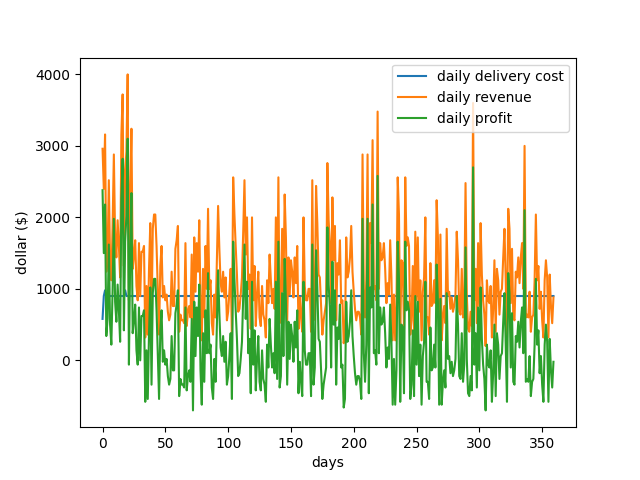 4000
3000
2000
1000
0
dollar ($)
daily delivery cost
daily revenue
daily profit
0 50 100 150 200 250 300 350
days